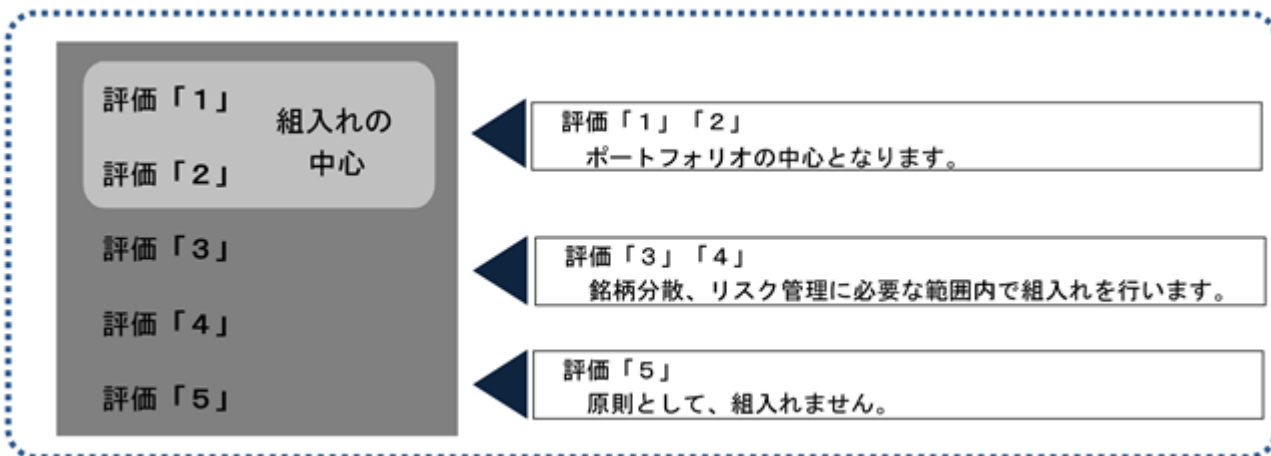 評価「１」
組入れの
中心
評価「２」
評価「３」
評価「４」
評価「５」
評価「１」「２」
ポートフォリオの中心となります。
評価「３」「４」
銘柄分散、リスク管理に必要な範囲内で組入れを行います。
評価「５」
原則として、組入れません。